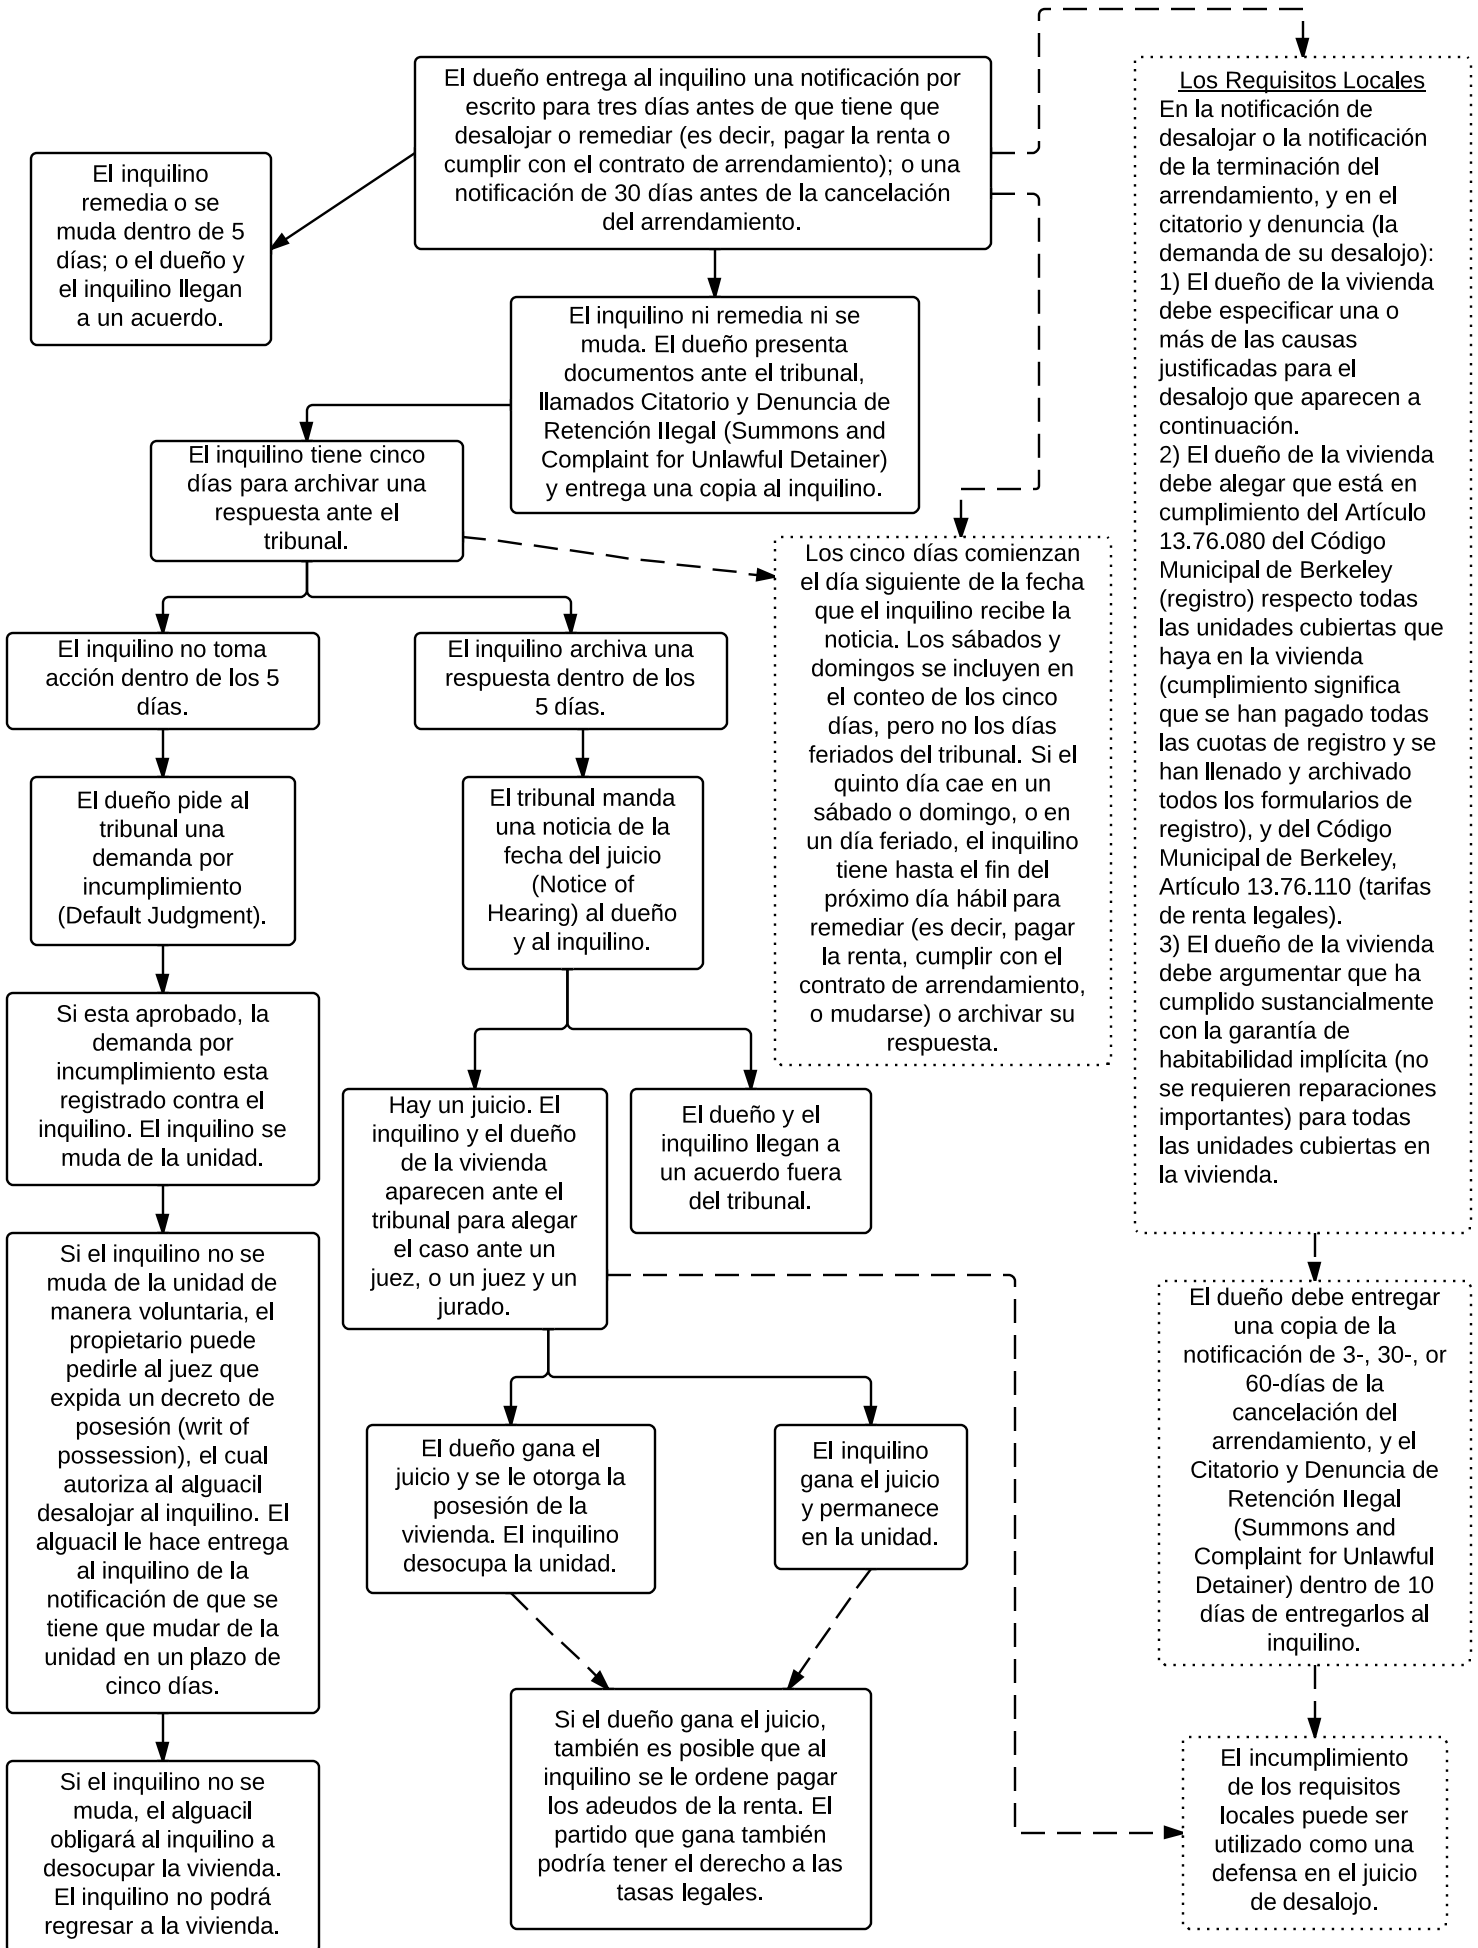 El dueño entrega al inquilino una notificación por
escrito para tres días antes de que tiene que
desalojar o remediar (es decir, pagar la renta o
cumplir con el contrato de arrendamiento); o una
notificación de 30 días antes de la cancelación
del arrendamiento.
El inquilino
remedia o se
muda dentro de 5
días; o el dueño y
el inquilino llegan
a un acuerdo.
El inquilino ni remedia ni se
muda. El dueño presenta
documentos ante el tribunal,
llamados Citatorio y Denuncia de
Retención Ilegal (Summons and
Complaint for Unlawful Detainer)
y entrega una copia al inquilino.
El inquilino tiene cinco
días para archivar una
respuesta ante el
tribunal.
Los cinco días comienzan
el día siguiente de la fecha
que el inquilino recibe la
noticia. Los sábados y
domingos se incluyen en
el conteo de los cinco
días, pero no los días
feriados del tribunal. Si el
quinto día cae en un
sábado o domingo, o en
un día feriado, el inquilino
tiene hasta el fin del
próximo día hábil para
remediar (es decir, pagar
la renta, cumplir con el
contrato de arrendamiento,
o mudarse) o archivar su
respuesta.
El inquilino no toma
acción dentro de los 5
días.
El inquilino archiva una
respuesta dentro de los
5 días.
El dueño pide al
tribunal una
demanda por
incumplimiento
(Default Judgment).
El tribunal manda
una noticia de la
fecha del juicio
(Notice of
Hearing) al dueño
y al inquilino.
Si esta aprobado, la
demanda por
incumplimiento esta
registrado contra el
inquilino. El inquilino se
muda de la unidad.
Hay un juicio. El
inquilino y el dueño
de la vivienda
aparecen ante el
tribunal para alegar
el caso ante un
juez, o un juez y un
jurado.
El dueño y el
inquilino llegan a
un acuerdo fuera
del tribunal.
Si el inquilino no se
muda de la unidad de
manera voluntaria, el
propietario puede
pedirle al juez que
expida un decreto de
posesión (writ of
possession), el cual
autoriza al alguacil
desalojar al inquilino. El
alguacil le hace entrega
al inquilino de la
notificación de que se
tiene que mudar de la
unidad en un plazo de
cinco días.
El dueño gana el
juicio y se le otorga la
posesión de la
vivienda. El inquilino
desocupa la unidad.
El inquilino
gana el juicio
y permanece
en la unidad.
Si el inquilino no se
muda, el alguacil
obligará al inquilino a
desocupar la vivienda.
El inquilino no podrá
regresar a la vivienda.
Si el dueño gana el juicio,
también es posible que al
inquilino se le ordene pagar
los adeudos de la renta. El
partido que gana también
podría tener el derecho a las
tasas legales.
Los Requisitos Locales
En la notificación de
desalojar o la notificación
de la terminación del
arrendamiento, y en el
citatorio y denuncia (la
demanda de su desalojo):
1) El dueño de la vivienda
debe especificar una o
más de las causas
justificadas para el
desalojo que aparecen a
continuación.
2) El dueño de la vivienda
debe alegar que está en
cumplimiento del Artículo
13.76.080 del Código
Municipal de Berkeley
(registro) respecto todas
las unidades cubiertas que
haya en la vivienda
(cumplimiento significa
que se han pagado todas
las cuotas de registro y se
han llenado y archivado
todos los formularios de
registro), y del Código
Municipal de Berkeley,
Artículo 13.76.110 (tarifas
de renta legales).
3) El dueño de la vivienda
debe argumentar que ha
cumplido sustancialmente
con la garantía de
habitabilidad implícita (no
se requieren reparaciones
importantes) para todas
las unidades cubiertas en
la vivienda.
El dueño debe entregar
una copia de la
notificación de 3-, 30-, or
60-días de la
cancelación del
arrendamiento, y el
Citatorio y Denuncia de
Retención Ilegal
(Summons and
Complaint for Unlawful
Detainer) dentro de 10
días de entregarlos al
inquilino.
El incumplimiento
de los requisitos
locales puede ser
utilizado como una
defensa en el juicio
de desalojo.